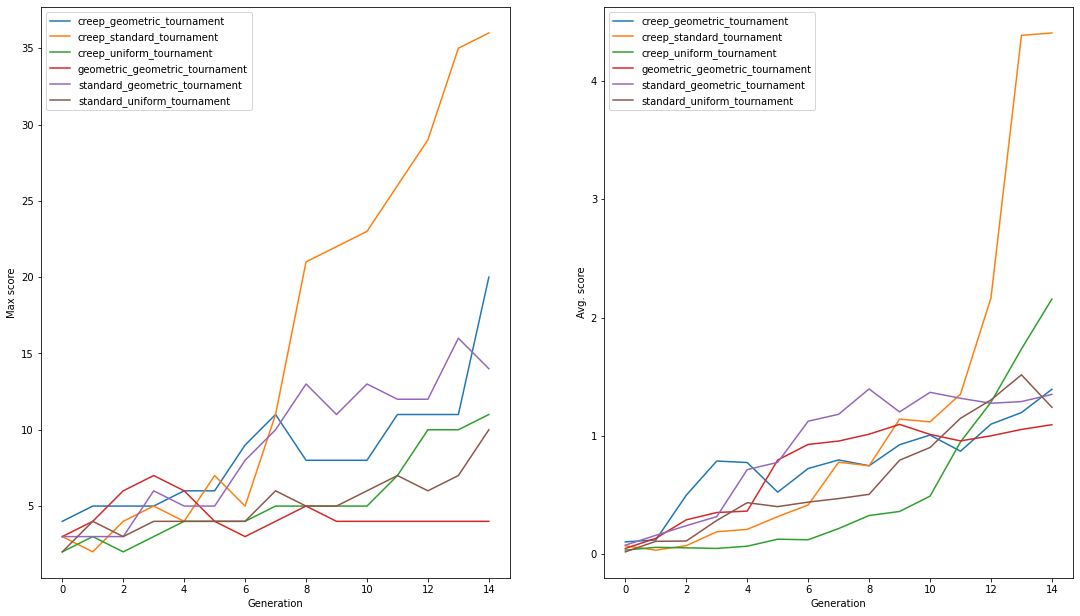 creep_geometric_tournament
creep_standard_tournament
creep_uniform_tournament
geometric_geometric_tournament
standard_geometric_tournament
standard_uniform_tournament
35
30
25
20
15
10
5
Max score
0 2 4 6 8 10 12 14
Generation
creep_geometric_tournament
creep_standard_tournament
creep_uniform_tournament
geometric_geometric_tournament
standard_geometric_tournament
standard_uniform_tournament
4
3
2
1
0
Avg. score
0 2 4 6 8 10 12 14
Generation